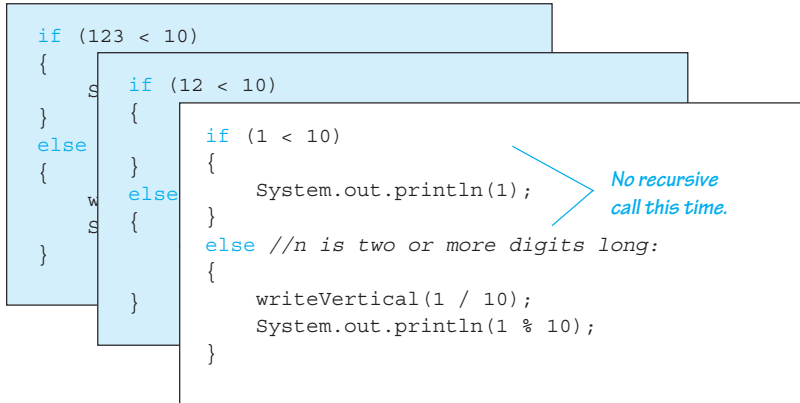 if (123 < 10)
{
S
}
else
{
w
S
}
if (12 < 10)
{
}
else
{
}
if (1 < 10)
{
System.out.println(1);
}
else //n is two or more digits long:
{
writeVertical(1 / 10);
System.out.println(1 % 10);
}
No recursive
call this time.